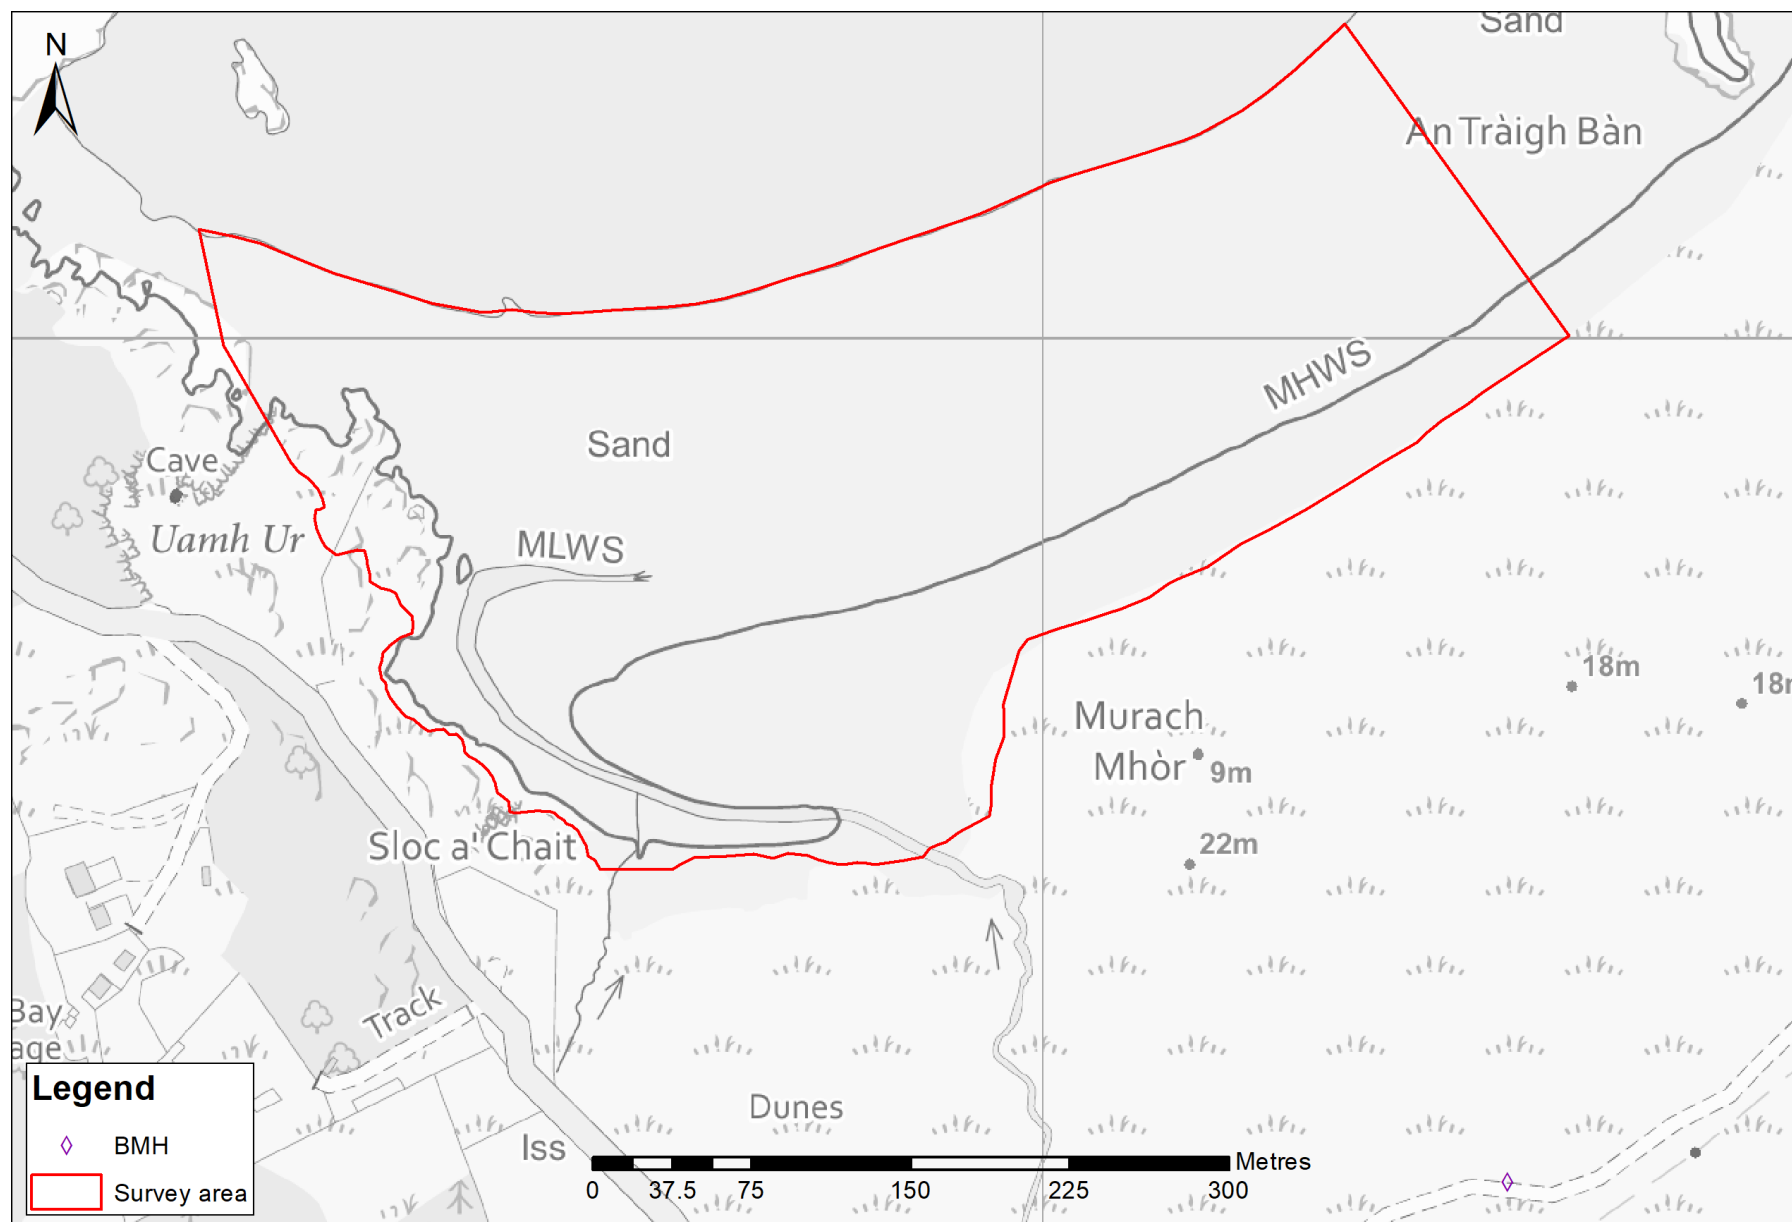 N
Sand
An Tràigh Bàn
MHWS
Sand
Cave
Uamh Ur
MLWS
18m
18m
Murach
Mhòr
9m
22m
Sloc a' Chait
Track
Bay
age
Dunes
Iss
Legend
BMH
Survey area
Metres
0 37.5 75 150 225 300